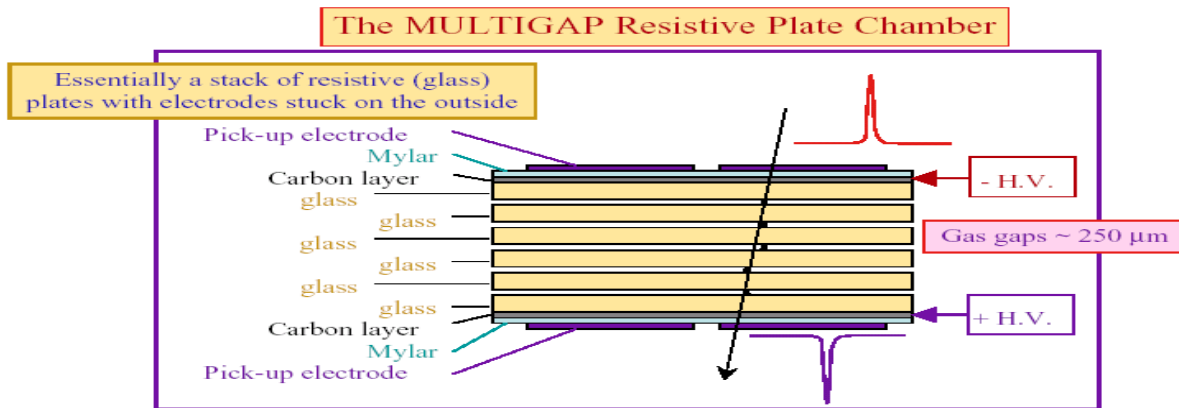 The MULTIGAP Resistive Plate Chamber
Essentially a stack of resistive (glass)
plates with electrodes stuck on the outside
Pick-up electrode
Mylar
Carbon layer
glass
glass
glass
glass
glass
glass
Carbon layer
Mylar
Pick-up electrode
- H.V.
Gas gaps ~ 250 μm
+ H.V.